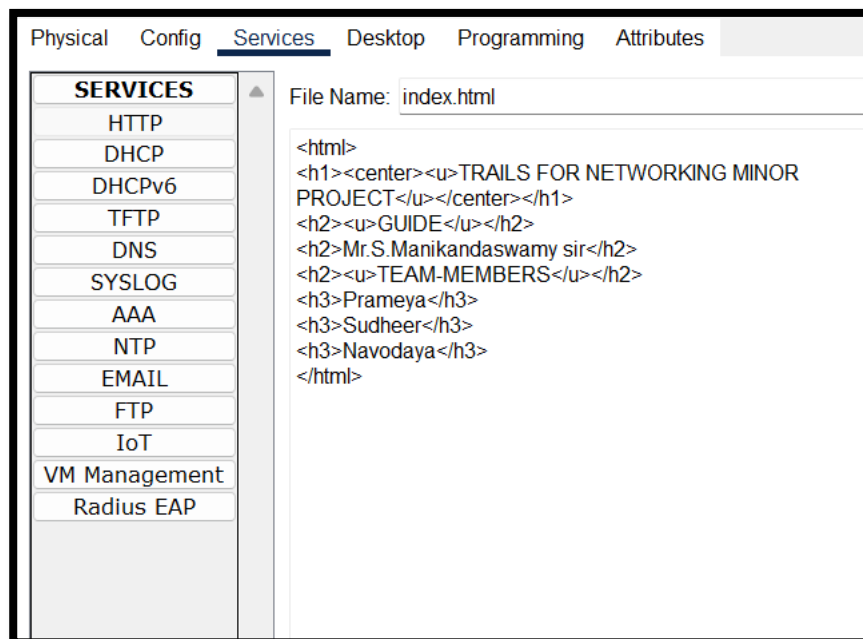 Physical Config Services Desktop Programming Attributes
SERVICES
HTTP
DHCP
DHCPv6
TFTP
DNS
SYSLOG
AAA
NTP
EMAIL
FTP
IoT
VM Management
Radius EAP
File Name: index.html
<html>
<h1><center><u>TRAILS FOR NETWORKING MINOR
PROJECT</u></center></h1>
<h2><u>GUIDE</u></h2>
<h2>Mr.S.Manikandaswamy sir</h2>
<h2><u>TEAM-MEMBERS</u></h2>
<h3>Prameya</h3>
<h3>Sudheer</h3>
<h3>Navodaya</h3>
</html>